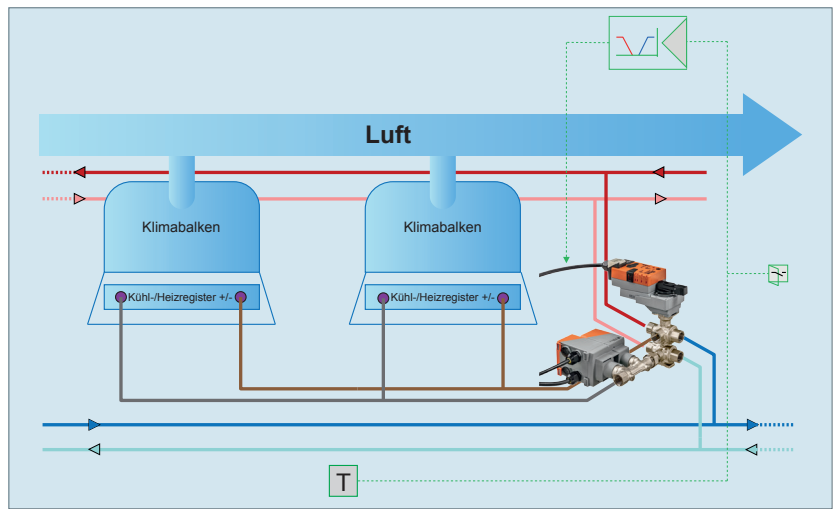 Luft
Klimabalken
Klimabalken
Kühl-/Heizregister +/-
Kühl-/Heizregister +/-
T